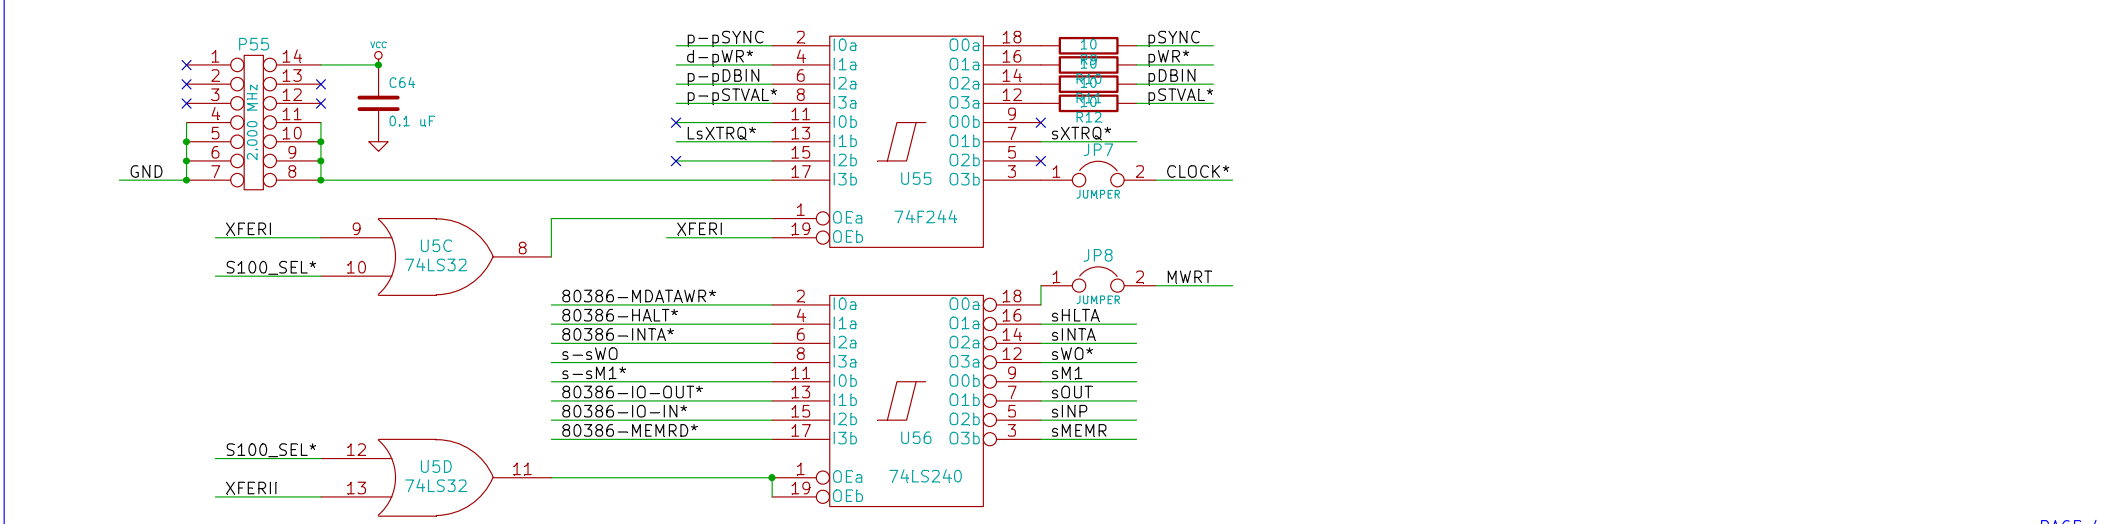 P55
1 14
2 13
3 12
4 11
5 10
6 9
7 8
2.000 MHz
GND
VCC
C64
0.1 uF
p-pSYNC 2 I0a O0a 18 10 pSYNC
d-pWR* 4 I1a O1a 16 10 pWR*
p-pDBIN 6 I2a O2a 14 10 pDBIN
p-pSTVAL* 8 I3a O3a 12 10 pSTVAL*
R9
R10
R11
R12
11 I0b O0b 9
LsXTRQ* 13 I1b O1b 7 sXTRQ*
15 I2b O2b 5
17 I3b O3b 3
U55
JP7
1 2 CLOCK*
JUMPER
1 OEa 74F244
XFERI 19 OEb
XFERI 9
S100_SEL* 10
U5C
74LS32
8
JP8
1 2 MWRT
JUMPER
80386-MDATAWR* 2 I0a O0a 18
80386-HALT* 4 I1a O1a 16 sHLTA
80386-INTA* 6 I2a O2a 14 sINTA
s-sWO 8 I3a O3a 12 sWO*
s-sM1* 11 I0b O0b 9 sM1
80386-IO-OUT* 13 I1b O1b 7 sOUT
80386-IO-IN* 15 I2b O2b 5 sINP
80386-MEMRD* 17 I3b O3b 3 sMEMR
U56
1 OEa 74LS240
19 OEb
S100_SEL* 12
XFERII 13
U5D
74LS32
11